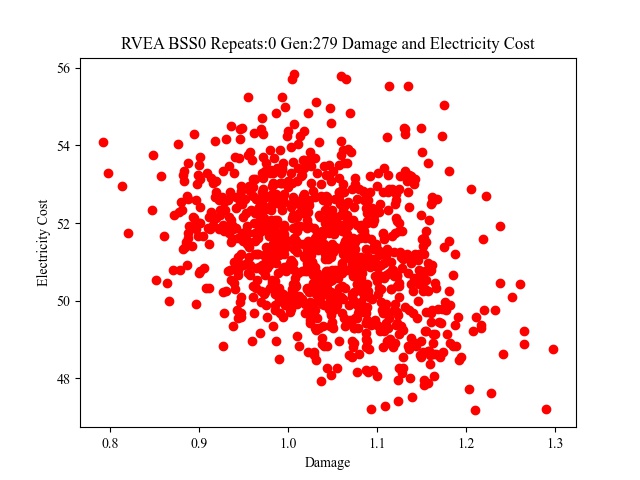 RVEA BSS0 Repeats:0 Gen:279 Damage and Electricity Cost
56
54
52
50
48
Electricity Cost
0.8 0.9 1.0 1.1 1.2 1.3
Damage